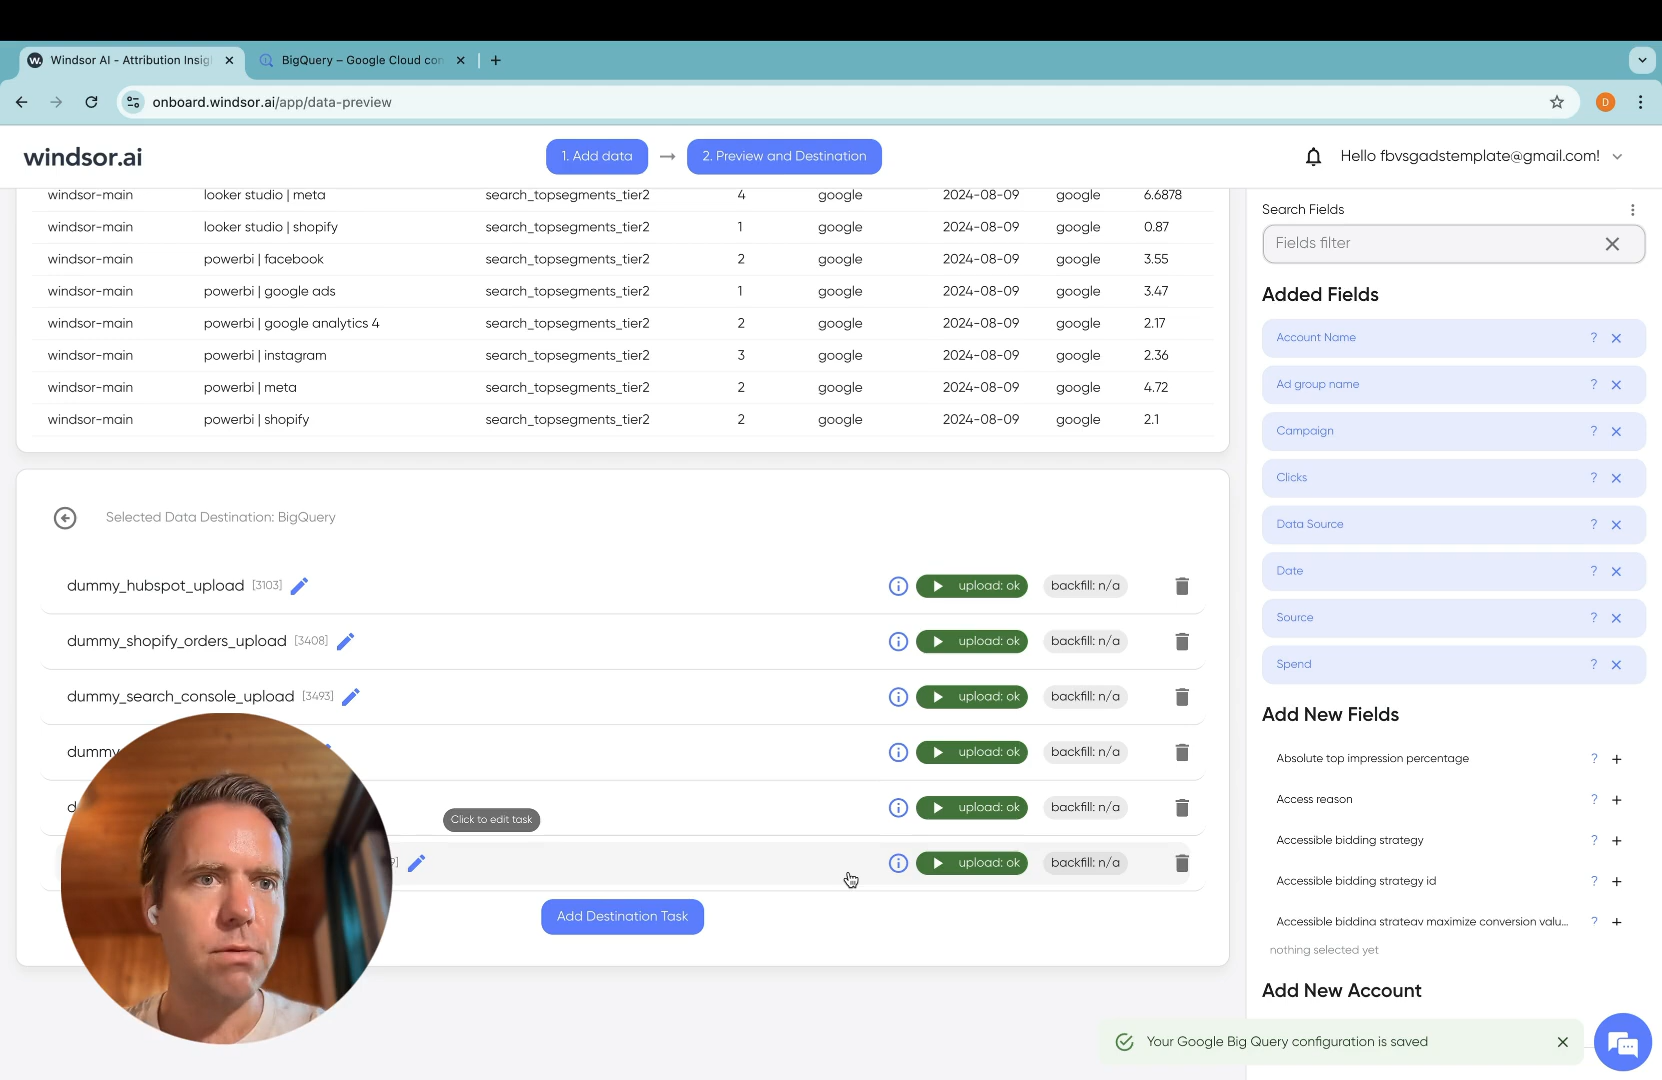 Windsor AI - Attribution Insig
BigQuery – Google Cloud con
onboard.windsor.ai/app/data-preview
D
windsor.ai
1. Add data
2. Preview and Destination
Hello fbvsgadstemplate@gmail.com!
windsor-main looker studio | meta search_topsegments_tier2 4 google 2024-08-09 google 6.6878
windsor-main looker studio | shopify search_topsegments_tier2 1 google 2024-08-09 google 0.87
windsor-main powerbi | facebook search_topsegments_tier2 2 google 2024-08-09 google 3.55
windsor-main powerbi | google ads search_topsegments_tier2 1 google 2024-08-09 google 3.47
windsor-main powerbi | google analytics 4 search_topsegments_tier2 2 google 2024-08-09 google 2.17
windsor-main powerbi | instagram search_topsegments_tier2 3 google 2024-08-09 google 2.36
windsor-main powerbi | meta search_topsegments_tier2 2 google 2024-08-09 google 4.72
windsor-main powerbi | shopify search_topsegments_tier2 2 google 2024-08-09 google 2.1
Selected Data Destination: BigQuery
dummy_hubspot_upload [3103] upload: ok backfill: n/a
dummy_shopify_orders_upload [3408] upload: ok backfill: n/a
dummy_search_console_upload [3493] upload: ok backfill: n/a
dummy_ upload: ok backfill: n/a
d upload: ok backfill: n/a
Click to edit task
9] upload: ok backfill: n/a
Add Destination Task
Search Fields
Fields filter
Added Fields
Account Name ?
Ad group name ?
Campaign ?
Clicks ?
Data Source ?
Date ?
Source ?
Spend ?
Add New Fields
Absolute top impression percentage ? +
Access reason ? +
Accessible bidding strategy ? +
Accessible bidding strategy id ? +
Accessible bidding strategy maximize conversion valu... ? +
nothing selected yet
Add New Account
Your Google Big Query configuration is saved